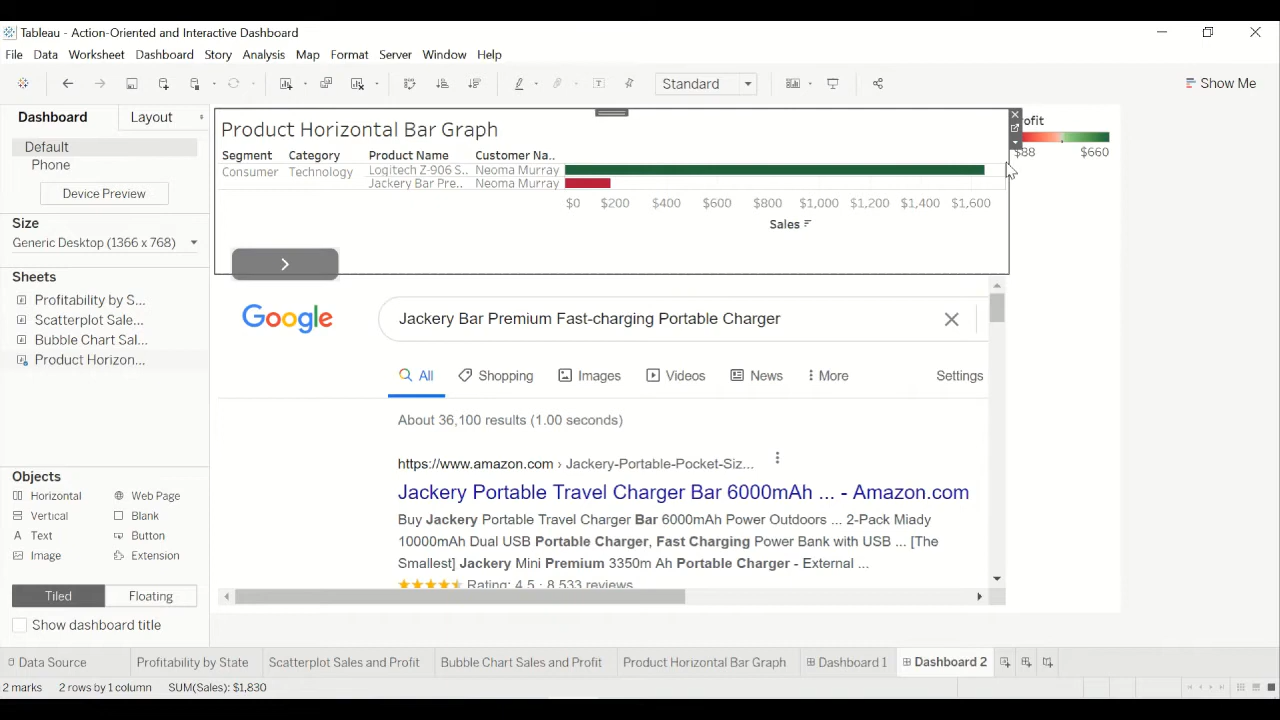 Tableau - Action-Oriented and Interactive Dashboard
File Data Worksheet Dashboard Story Analysis Map Format Server Window Help
Standard
Show Me
Dashboard Layout
Default
Phone
Device Preview
Size
Generic Desktop (1366 x 768)
Sheets
Profitability by S...
Scatterplot Sale...
Bubble Chart Sal...
Product Horizon...
Objects
Horizontal Web Page
Vertical Blank
Text Button
Image Extension
Tiled Floating
Show dashboard title
Product Horizontal Bar Graph
Segment Category Product Name Customer Na..
Consumer Technology Logitech Z-906 S.. Neoma Murray
Jackery Bar Pre.. Neoma Murray
$0 $200 $400 $600 $800 $1,000 $1,200 $1,400 $1,600
Sales
ofit
$88 $660
Google
Jackery Bar Premium Fast-charging Portable Charger
All Shopping Images Videos News More Settings
About 36,100 results (1.00 seconds)
https://www.amazon.com › Jackery-Portable-Pocket-Siz...
Jackery Portable Travel Charger Bar 6000mAh ... - Amazon.com
Buy Jackery Portable Travel Charger Bar 6000mAh Power Outdoors ... 2-Pack Miady
10000mAh Dual USB Portable Charger, Fast Charging Power Bank with USB ... [The
Smallest] Jackery Mini Premium 3350m Ah Portable Charger - External ...
Rating: 4.5 · 8,533 reviews
Data Source Profitability by State Scatterplot Sales and Profit Bubble Chart Sales and Profit Product Horizontal Bar Graph Dashboard 1 Dashboard 2
2 marks 2 rows by 1 column SUM(Sales): $1,830